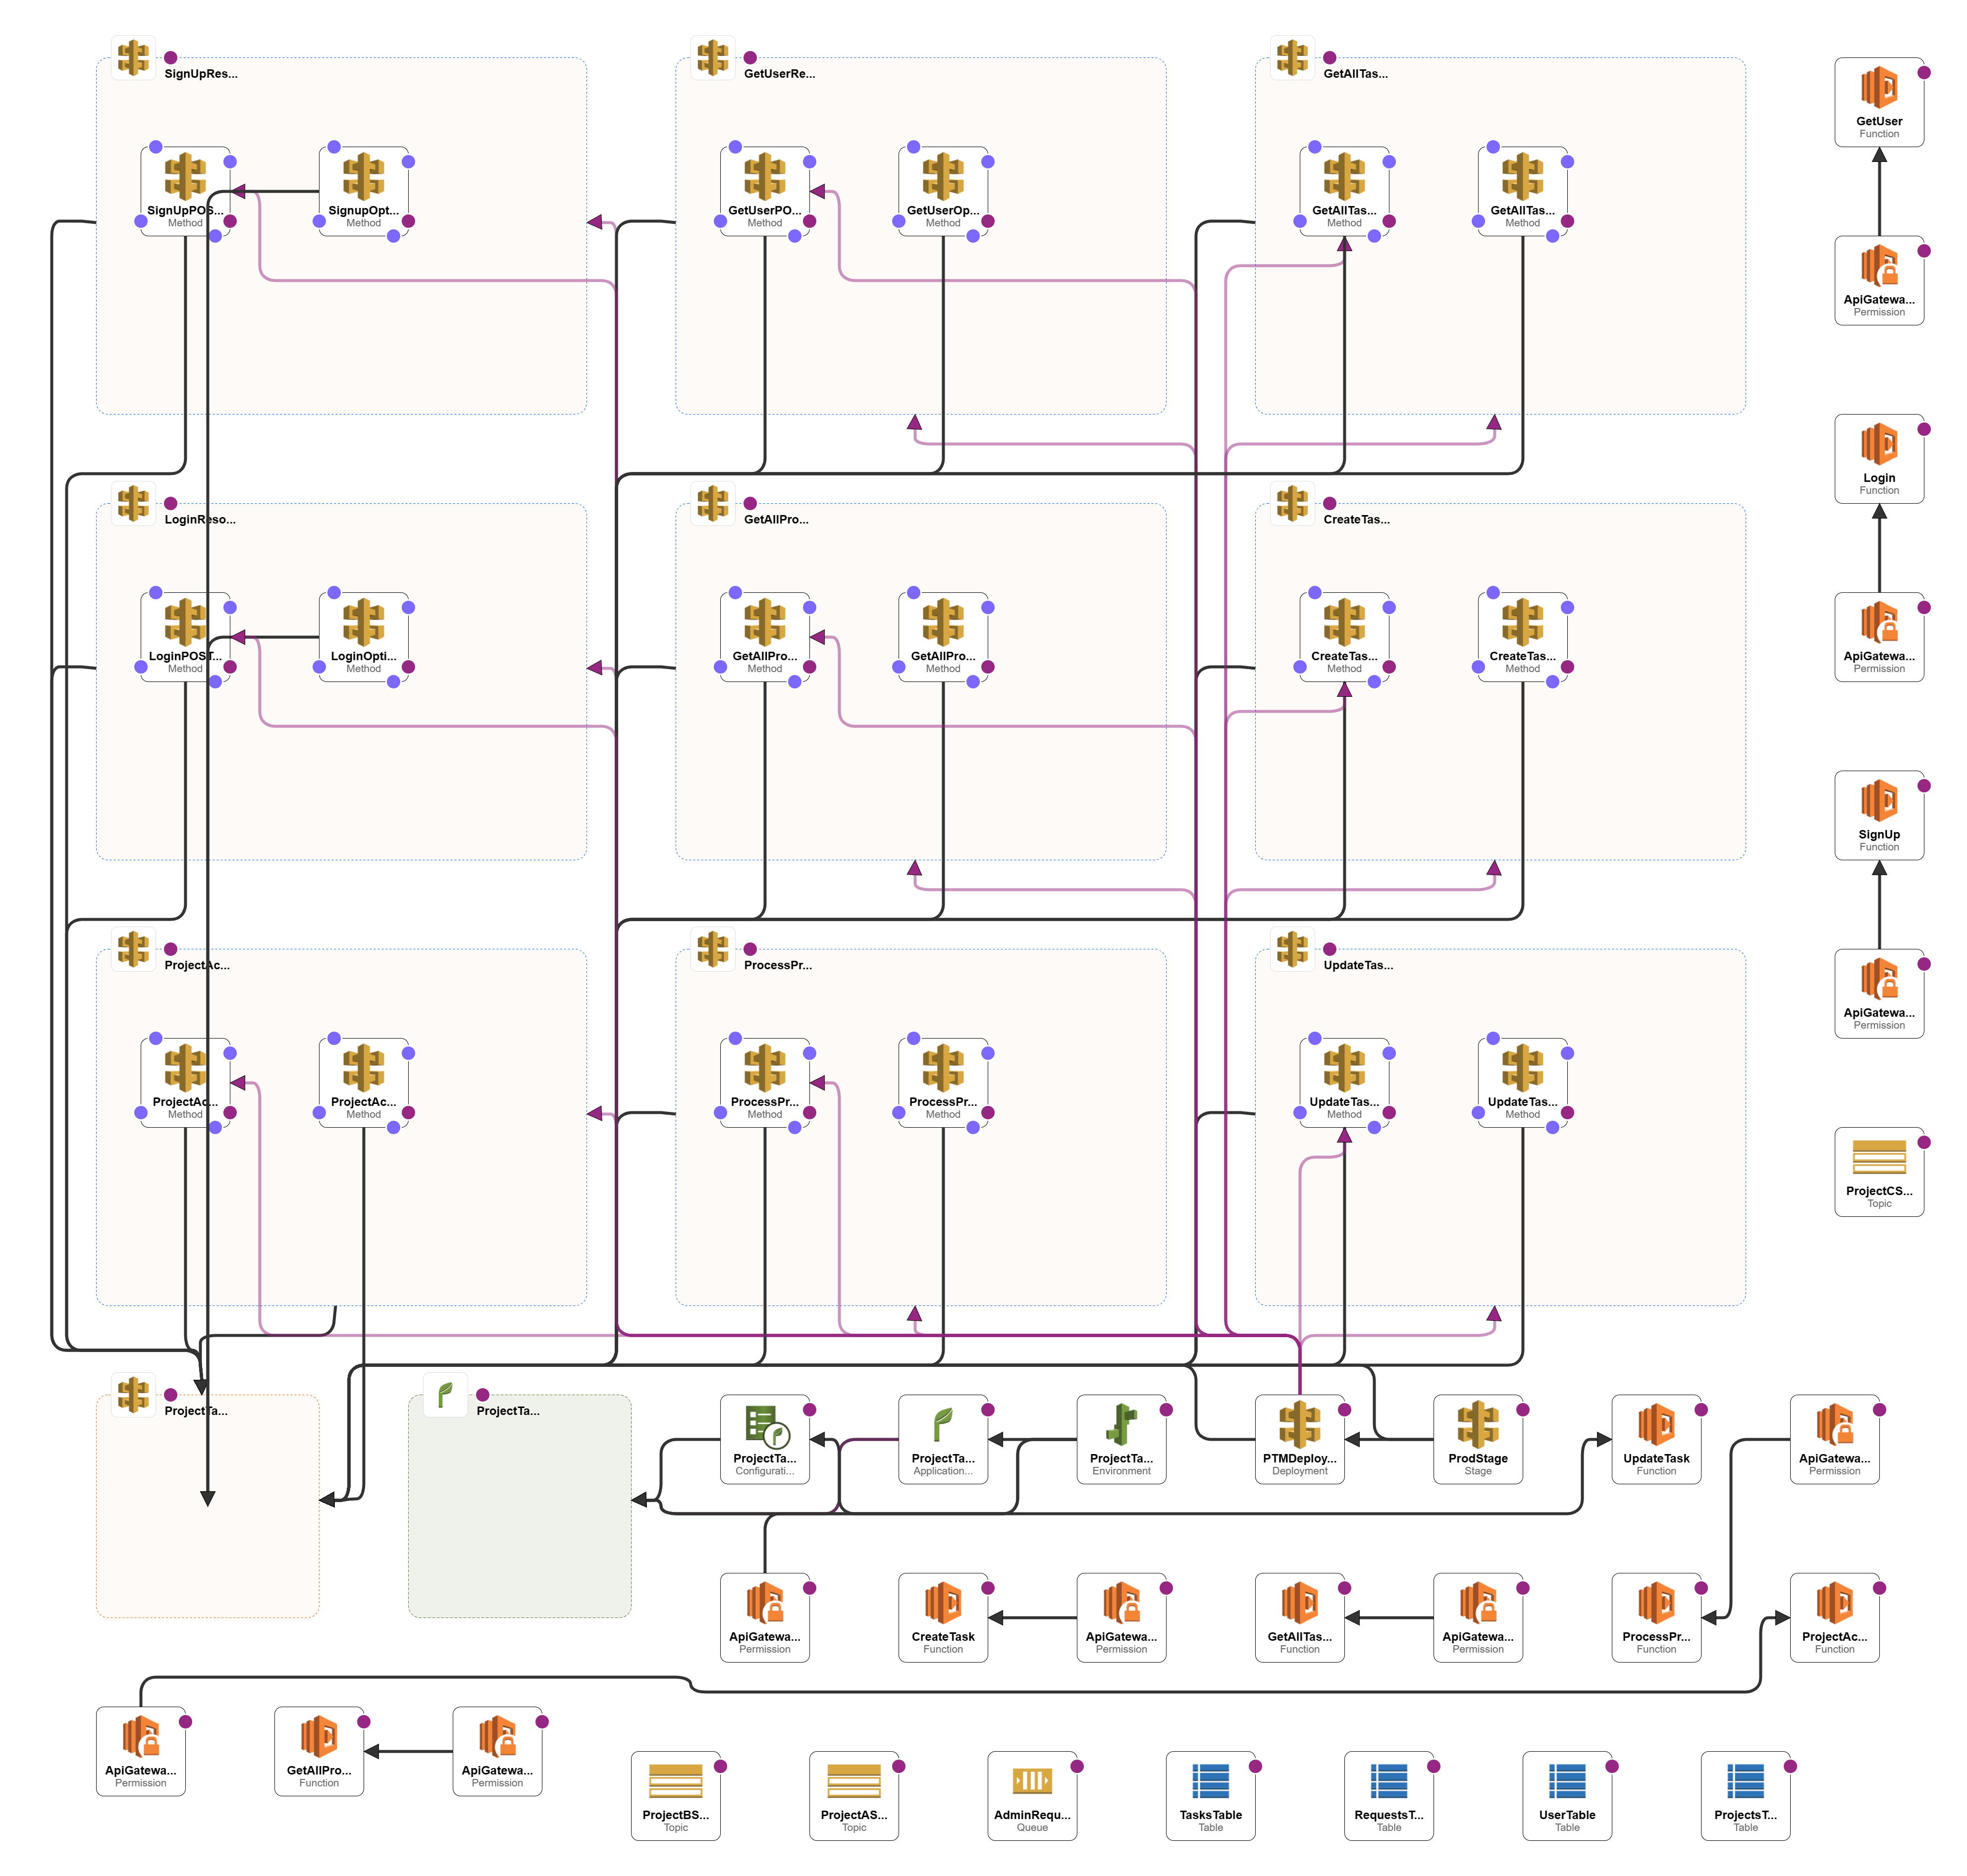 SignUpRes...
GetUserRe...
GetAllTas...
GetUser
Function
SignUpPOS...
Method
SignupOpt...
Method
GetUserPO...
Method
GetUserOp...
Method
GetAllTas...
Method
GetAllTas...
Method
ApiGatewa...
Permission
Login
Function
LoginReso...
GetAllPro...
CreateTas...
LoginPOST...
Method
LoginOpti...
Method
GetAllPro...
Method
GetAllPro...
Method
CreateTas...
Method
CreateTas...
Method
ApiGatewa...
Permission
SignUp
Function
ProjectAc...
ProcessPr...
UpdateTas...
ApiGatewa...
Permission
ProjectAc...
Method
ProjectAc...
Method
ProcessPr...
Method
ProcessPr...
Method
UpdateTas...
Method
UpdateTas...
Method
ProjectCS...
Topic
ProjectTa...
ProjectTa...
ProjectTa...
Configurati...
ProjectTa...
Application...
ProjectTa...
Environment
PTMDeploy...
Deployment
ProdStage
Stage
UpdateTask
Function
ApiGatewa...
Permission
ApiGatewa...
Permission
CreateTask
Function
ApiGatewa...
Permission
GetAllTas...
Function
ApiGatewa...
Permission
ProcessPr...
Function
ProjectAc...
Function
ApiGatewa...
Permission
GetAllPro...
Function
ApiGatewa...
Permission
ProjectBS...
Topic
ProjectAS...
Topic
AdminRequ...
Queue
TasksTable
Table
RequestsT...
Table
UserTable
Table
ProjectsT...
Table